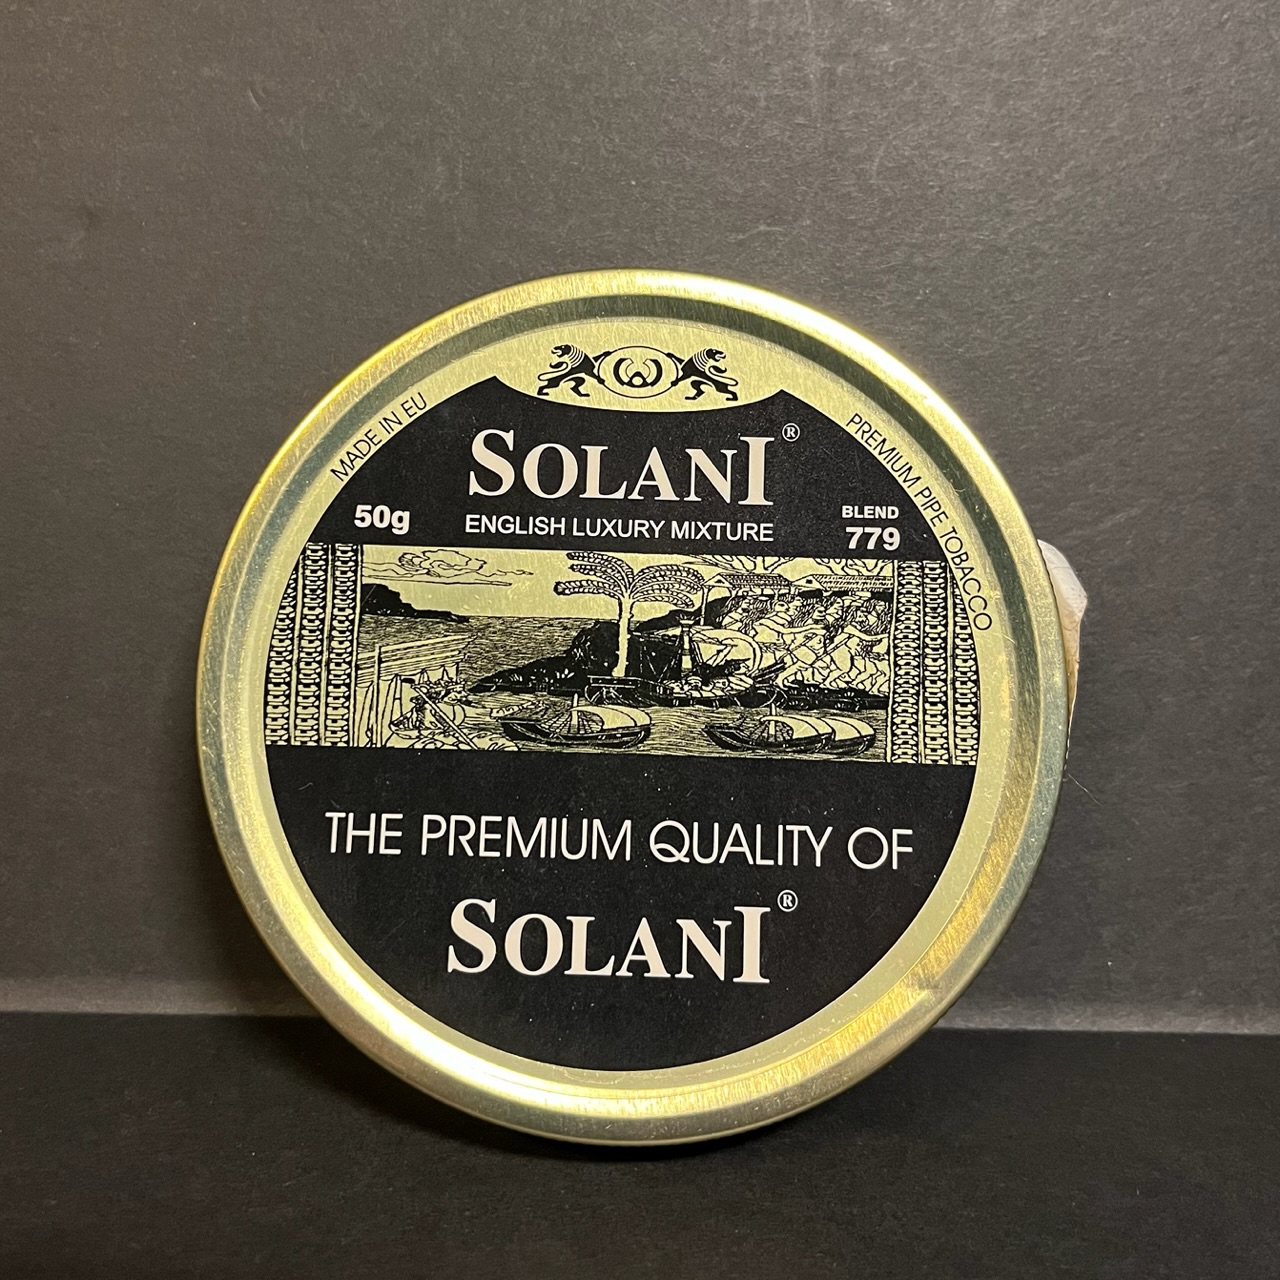 MADE IN EU
PREMIUM PIPE TOBACCO
SOLANI®
50g
ENGLISH LUXURY MIXTURE
BLEND
779
THE PREMIUM QUALITY OF
SOLANI®